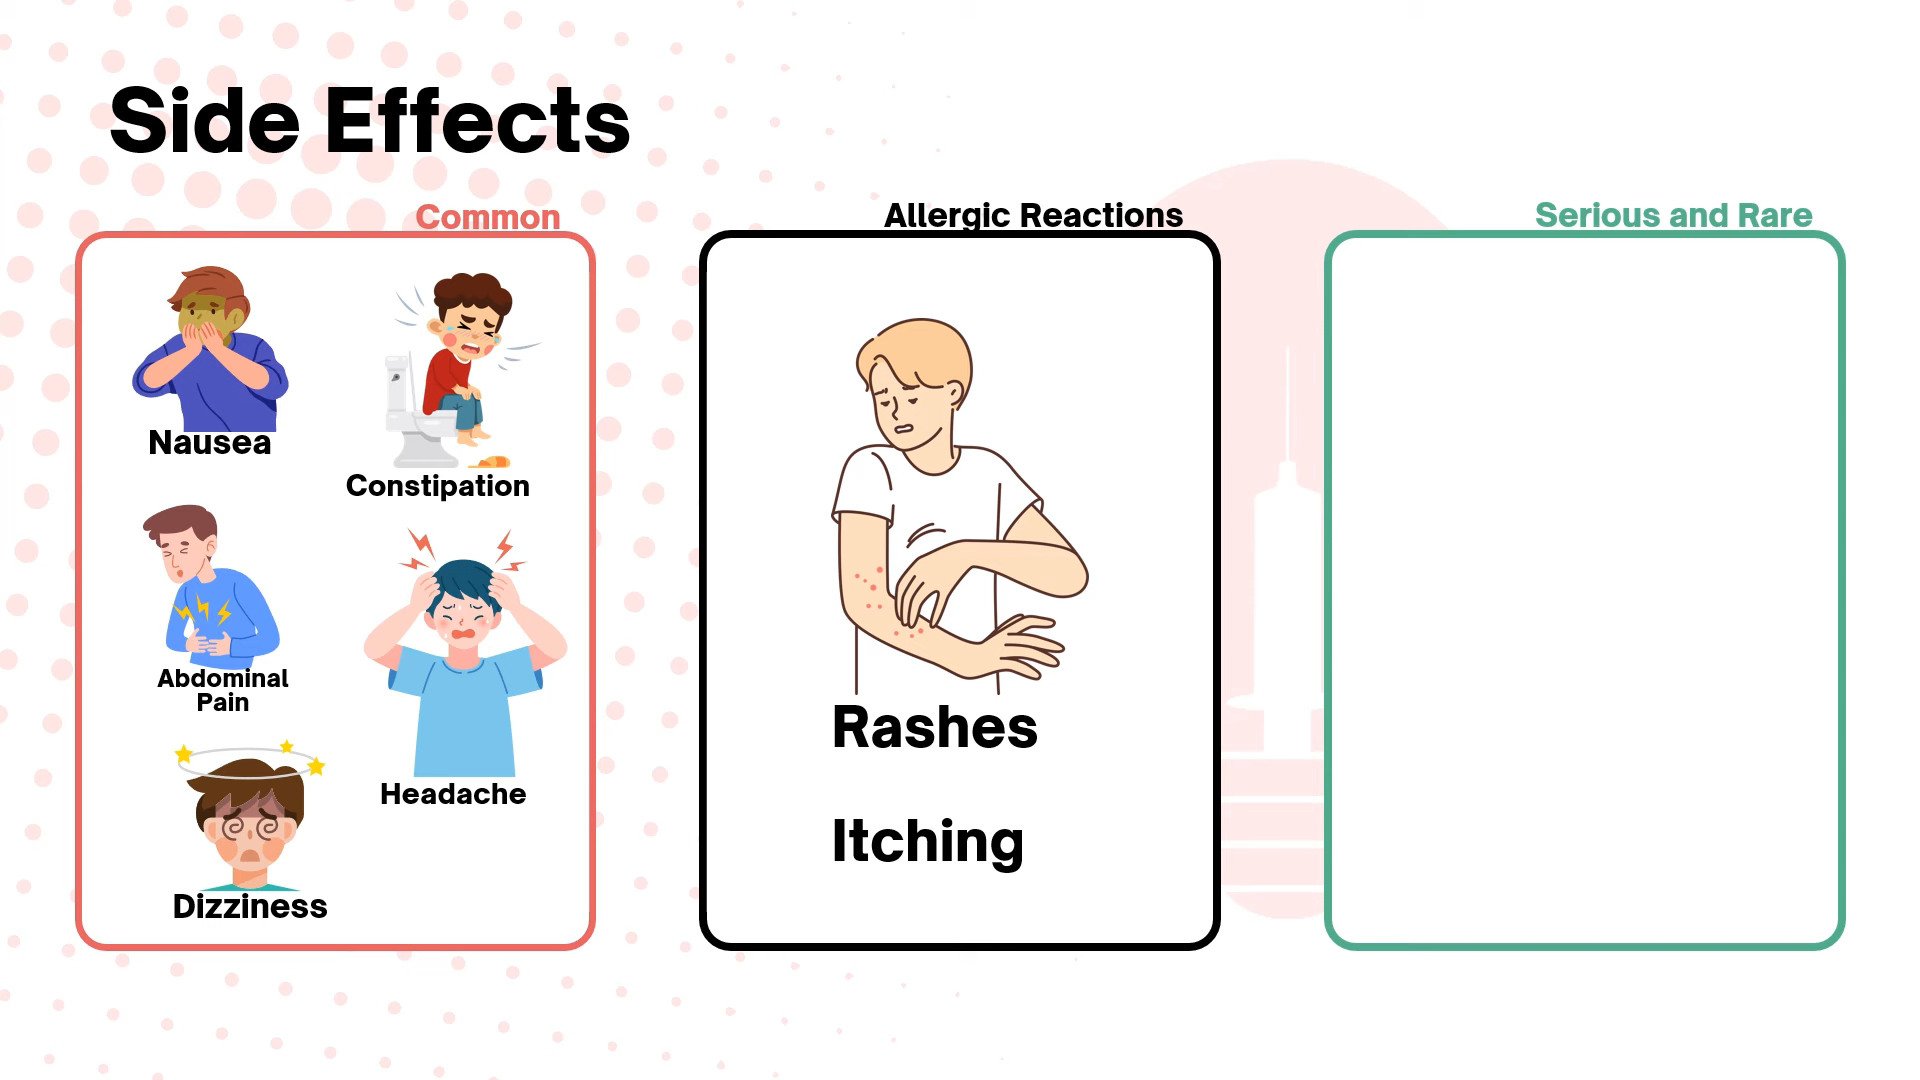 Side Effects
Common
Nausea
Constipation
Abdominal
Pain
Headache
Dizziness
Allergic Reactions
Rashes
Itching
Serious and Rare